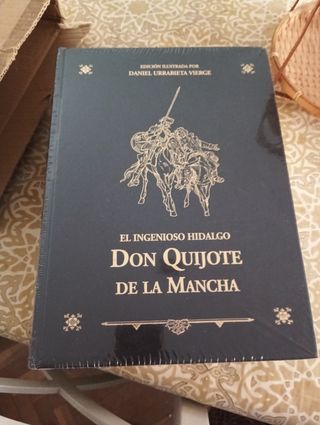 EDICIÓN ILUSTRADA POR
DANIEL URRABIETA VIERGE
EL INGENIOSO HIDALGO
DON QUIJOTE
DE LA MANCHA